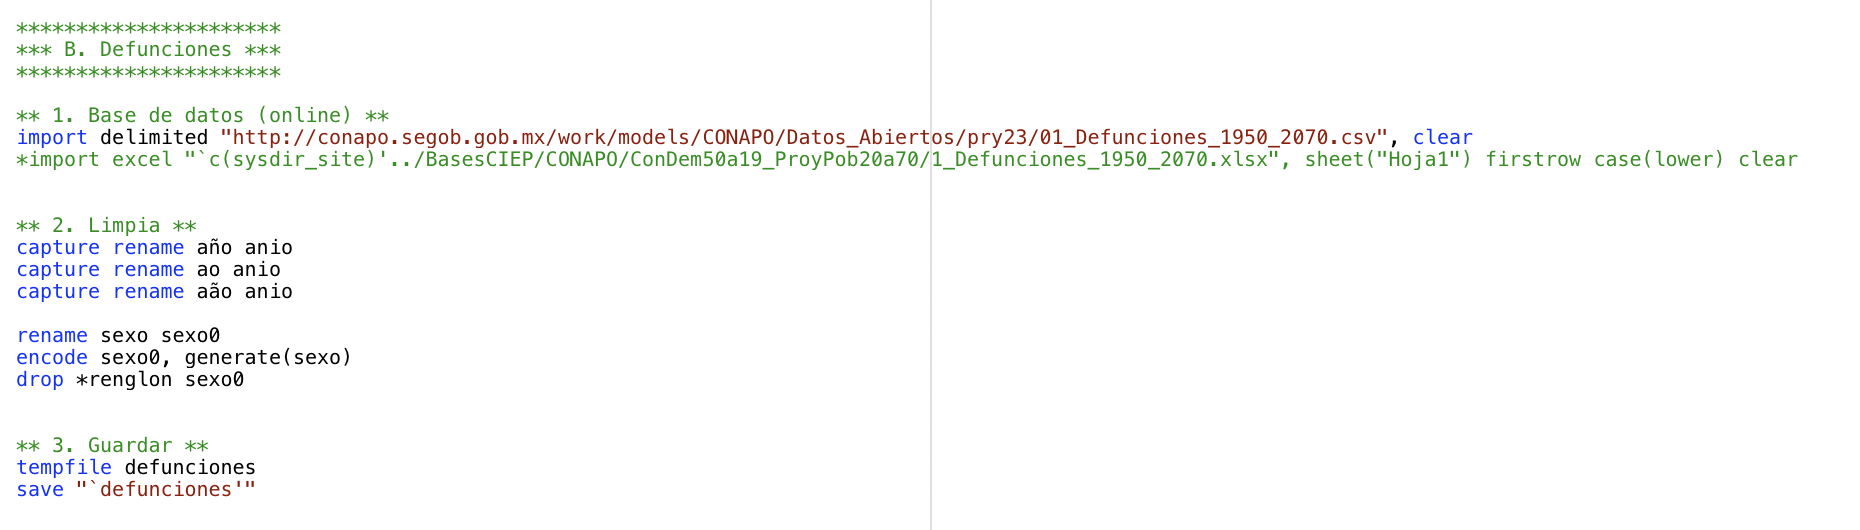 **********************
*** B. Defunciones ***
**********************
** 1. Base de datos (online) **
import delimited "http://conapo.segob.gob.mx/work/models/CONAPO/Datos_Abiertos/pry23/01_Defunciones_1950_2070.csv", clear
*import excel "`c(sysdir_site)'../BasesCIEP/CONAPO/ConDem50a19_ProyPob20a70/1_Defunciones_1950_2070.xlsx", sheet("Hoja1") firstrow case(lower) clear
** 2. Limpia **
capture rename año anio
capture rename ao anio
capture rename aão anio
rename sexo sexo0
encode sexo0, generate(sexo)
drop *renglon sexo0
** 3. Guardar **
tempfile defunciones
save "`defunciones'"